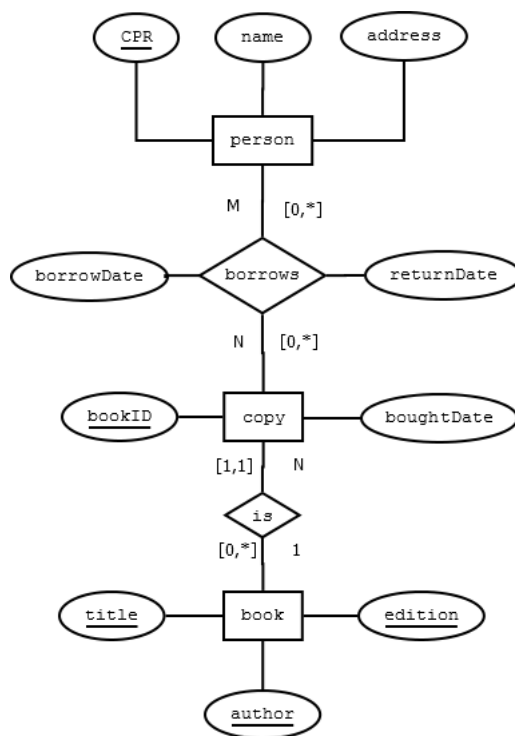 CPR
name
address
person
M
[0,*]
borrowDate
borrows
returnDate
N
[0,*]
bookID
copy
boughtDate
[1,1]
N
is
[0,*]
1
title
book
edition
author